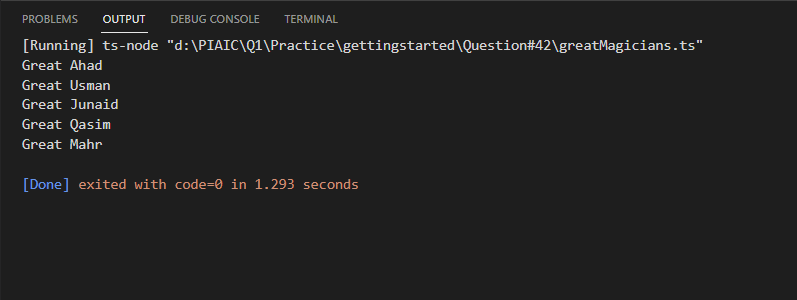 PROBLEMS OUTPUT DEBUG CONSOLE TERMINAL
[Running] ts-node "d:\PIAIC\Q1\Practice\gettingstarted\Question#42\greatMagicians.ts"
Great Ahad
Great Usman
Great Junaid
Great Qasim
Great Mahr
[Done] exited with code=0 in 1.293 seconds